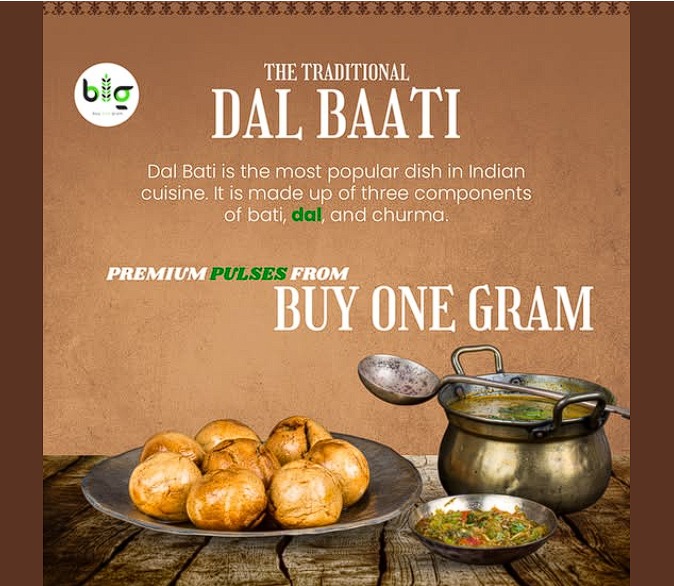 big
THE TRADITIONAL
DAL BAATI
Dal Bati is the most popular dish in Indian
cuisine. It is made up of three components
of bati, dal, and churma.
PREMIUM PULSES FROM
BUY ONE GRAM